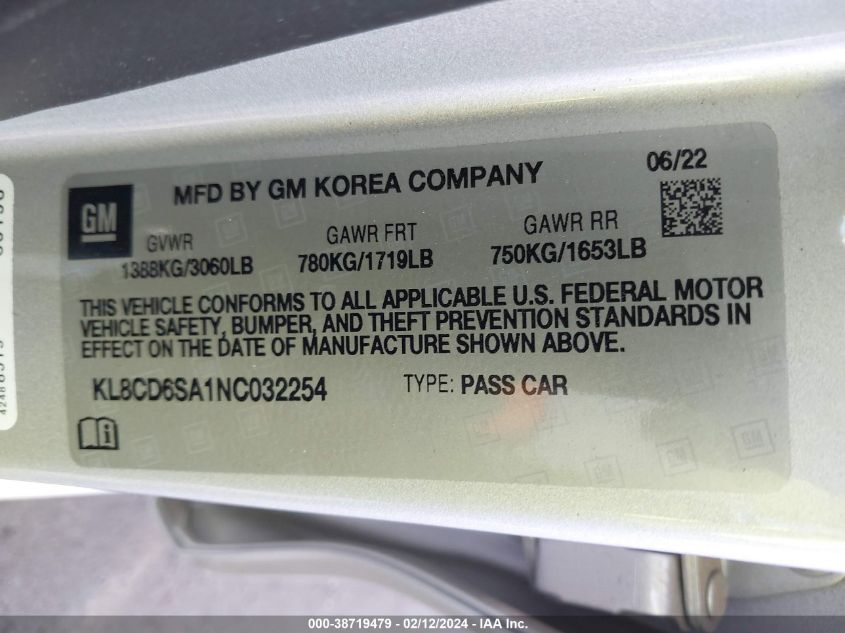 MFD BY GM KOREA COMPANY
06/22
GM
GVWR
GAWR FRT
GAWR RR
1388KG/3060LB
780KG/1719LB
750KG/1653LB
THIS VEHICLE CONFORMS TO ALL APPLICABLE U.S. FEDERAL MOTOR
VEHICLE SAFETY, BUMPER, AND THEFT PREVENTION STANDARDS IN
EFFECT ON THE DATE OF MANUFACTURE SHOWN ABOVE.
KL8CD6SA1NC032254
TYPE: PASS CAR
000-38719479 - 02/12/2024 - IAA Inc.